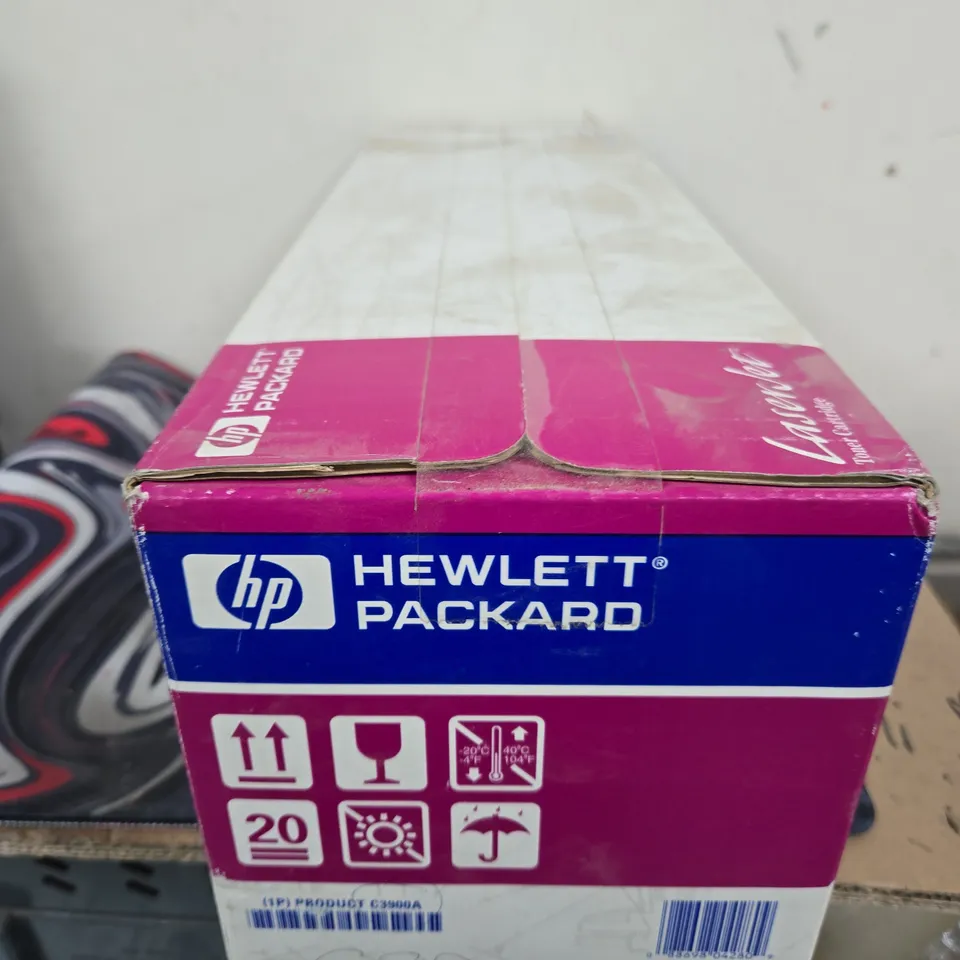 hp HEWLETT
PACKARD
LaserJet
Toner Cartridge
hp HEWLETT®
PACKARD
-20°C
-4°F
40°C
104°F
20
(1P) PRODUCT C3900A